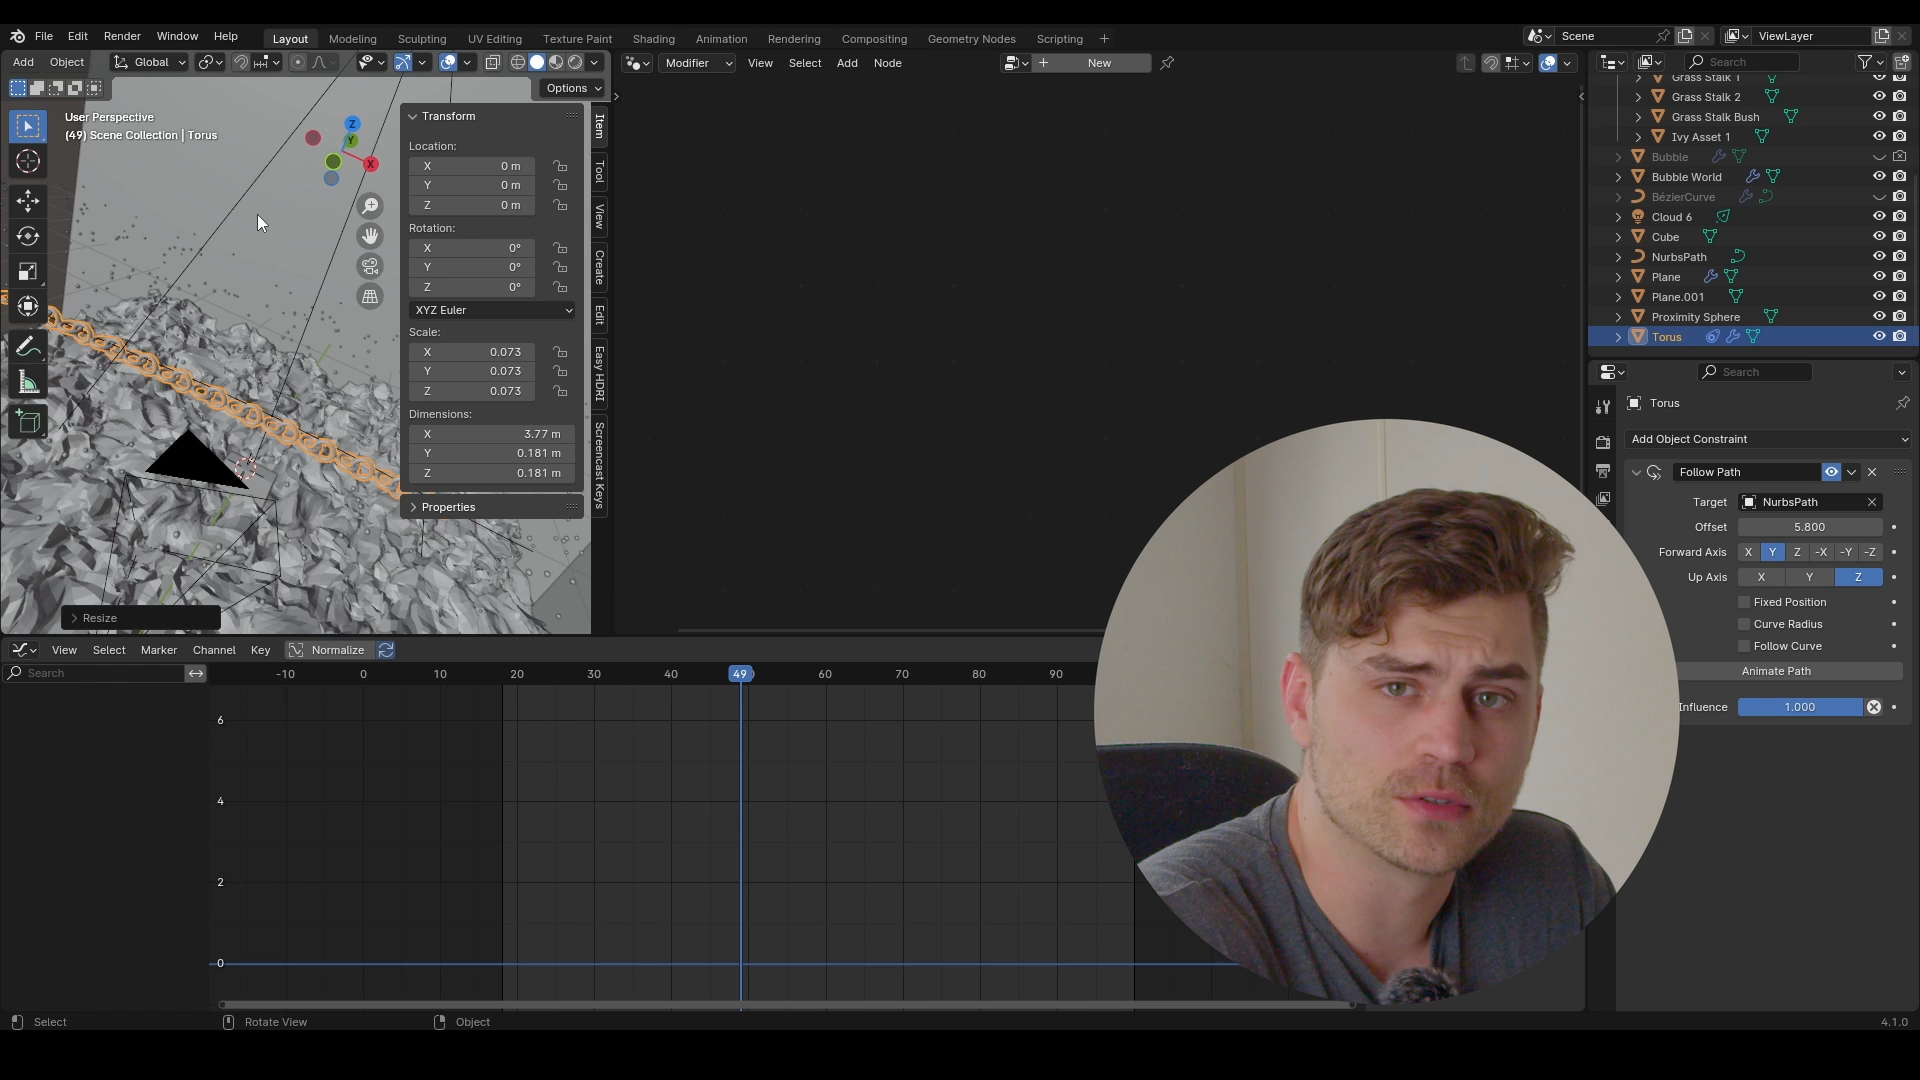 File Edit Render Window Help
Layout Modeling Sculpting UV Editing Texture Paint Shading Animation Rendering Compositing Geometry Nodes Scripting +
Scene
ViewLayer
Add Object Global
Modifier View Select Add Node
+ New
Search
Options
User Perspective
(49) Scene Collection | Torus
Z
Y
X
Transform
Location:
X 0 m
Y 0 m
Z 0 m
Rotation:
X 0°
Y 0°
Z 0°
XYZ Euler
Scale:
X 0.073
Y 0.073
Z 0.073
Dimensions:
X 3.77 m
Y 0.181 m
Z 0.181 m
Properties
Item
Tool
View
Create
Edit
Easy HDRI
Screencast Keys
Resize
Grass Stalk 1
Grass Stalk 2
Grass Stalk Bush
Ivy Asset 1
Bubble
Bubble World
BézierCurve
Cloud 6
Cube
NurbsPath
Plane
Plane.001
Proximity Sphere
Torus
Search
Torus
Add Object Constraint
Follow Path
Target NurbsPath
Offset 5.800
Forward Axis X Y Z -X -Y -Z
Up Axis X Y Z
Fixed Position
Curve Radius
Follow Curve
Animate Path
Influence 1.000
View Select Marker Channel Key Normalize
Search
-10 0 10 20 30 40 49 60 70 80 90
6
4
2
0
Select Rotate View Object
4.1.0